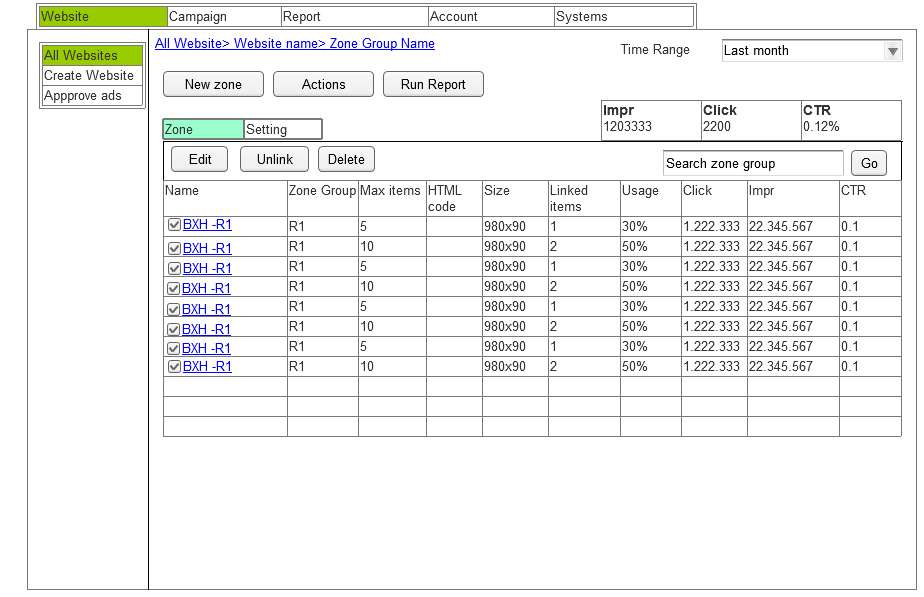 Website Campaign Report Account Systems
All Websites
Create Website
Appprove ads
All Website> Website name> Zone Group Name
Time Range Last month
New zone Actions Run Report
Impr Click CTR
1203333 2200 0.12%
Zone Setting
Edit Unlink Delete Search zone group Go
Name Zone Group Max items HTML code Size Linked items Usage Click Impr CTR
BXH -R1 R1 5 980x90 1 30% 1.222.333 22.345.567 0.1
BXH -R1 R1 10 980x90 2 50% 1.222.333 22.345.567 0.1
BXH -R1 R1 5 980x90 1 30% 1.222.333 22.345.567 0.1
BXH -R1 R1 10 980x90 2 50% 1.222.333 22.345.567 0.1
BXH -R1 R1 5 980x90 1 30% 1.222.333 22.345.567 0.1
BXH -R1 R1 10 980x90 2 50% 1.222.333 22.345.567 0.1
BXH -R1 R1 5 980x90 1 30% 1.222.333 22.345.567 0.1
BXH -R1 R1 10 980x90 2 50% 1.222.333 22.345.567 0.1